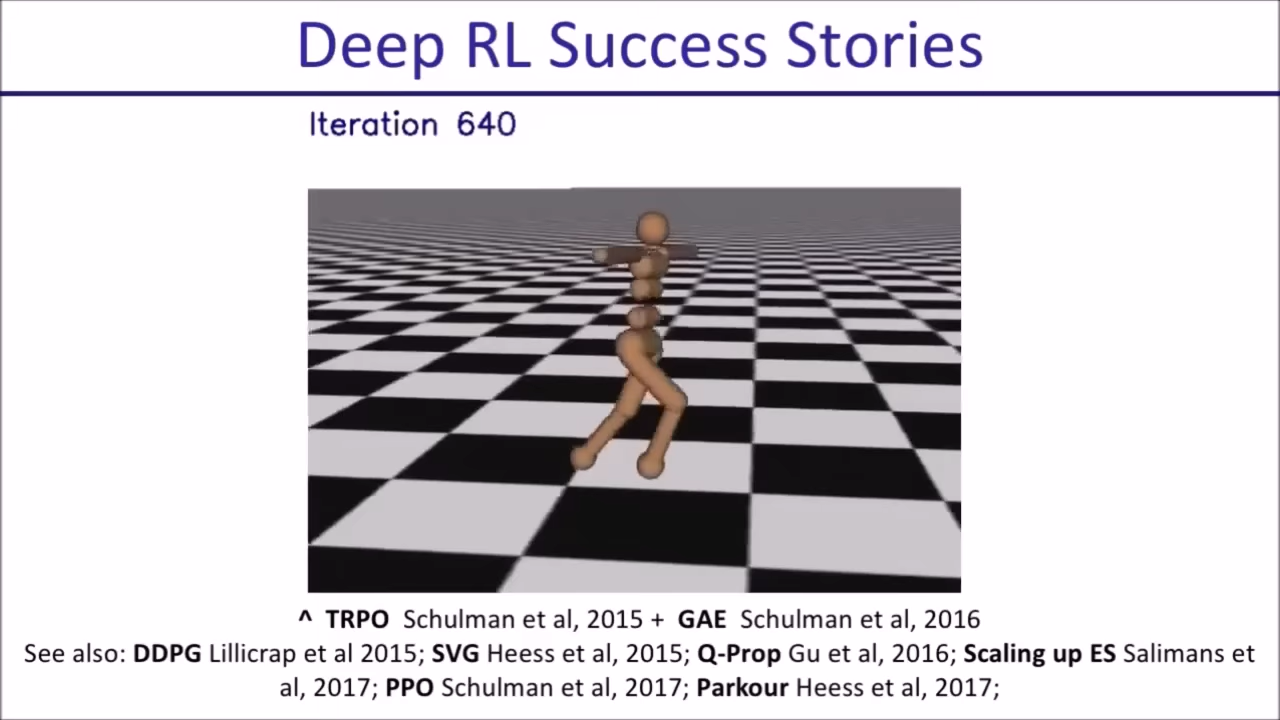 Deep RL Success Stories
Iteration 640
^ TRPO Schulman et al, 2015 + GAE Schulman et al, 2016
See also: DDPG Lillicrap et al 2015; SVG Heess et al, 2015; Q-Prop Gu et al, 2016; Scaling up ES Salimans et
al, 2017; PPO Schulman et al, 2017; Parkour Heess et al, 2017;